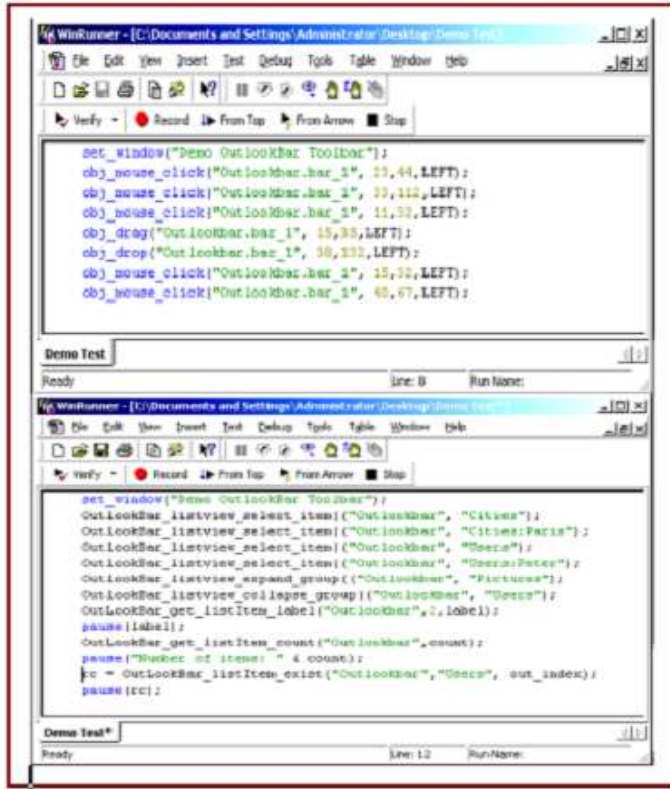 WinRunner - [C:\Documents and Settings\Administrator\Desktop\Demo Test]
File Edit View Insert Test Debug Tools Table Window Help
Verify Record From Top From Arrow Stop
set_window("Demo OutlookBar Toolbar");
obj_mouse_click("Outlookbar.bar_1", 23,44,LEFT);
obj_mouse_click("Outlookbar.bar_1", 33,112,LEFT);
obj_mouse_click("Outlookbar.bar_1", 11,32,LEFT);
obj_drag("Outlookbar.bar_1", LEFT);
obj_drop("Outlookbar.bar_1", LEFT);
obj_mouse_click("Outlookbar.bar_1", 15,32,LEFT);
obj_mouse_click("Outlookbar.bar_1", LEFT);
Demo Test
Ready Line: 8 Run Name:
WinRunner - [C:\Documents and Settings\Administrator\Desktop\Demo Test*]
File Edit View Insert Test Debug Tools Table Window Help
Verify Record From Top From Arrow Stop
set_window("Demo OutlookBar Toolbar");
OutLookBar_listview_select_item("Outlookbar", "Cities");
OutLookBar_listview_select_item("Outlookbar", "Cities:Paris");
OutLookBar_listview_select_item("Outlookbar", "Users");
OutLookBar_listview_select_item("Outlookbar", "Users:Peter");
OutLookBar_listview_expand_group("Outlookbar", "Pictures");
OutLookBar_listview_collapse_group("Outlookbar", "Users");
OutLookBar_get_listItem_label("Outlookbar",2,label);
pause(label);
OutLookBar_get_listItem_count("Outlookbar",count);
pause("Number of items: " & count);
rc = OutLookBar_listItem_exist("Outlookbar","Users", out_index);
pause(rc);
Demo Test*
Ready Line: 12 Run Name: